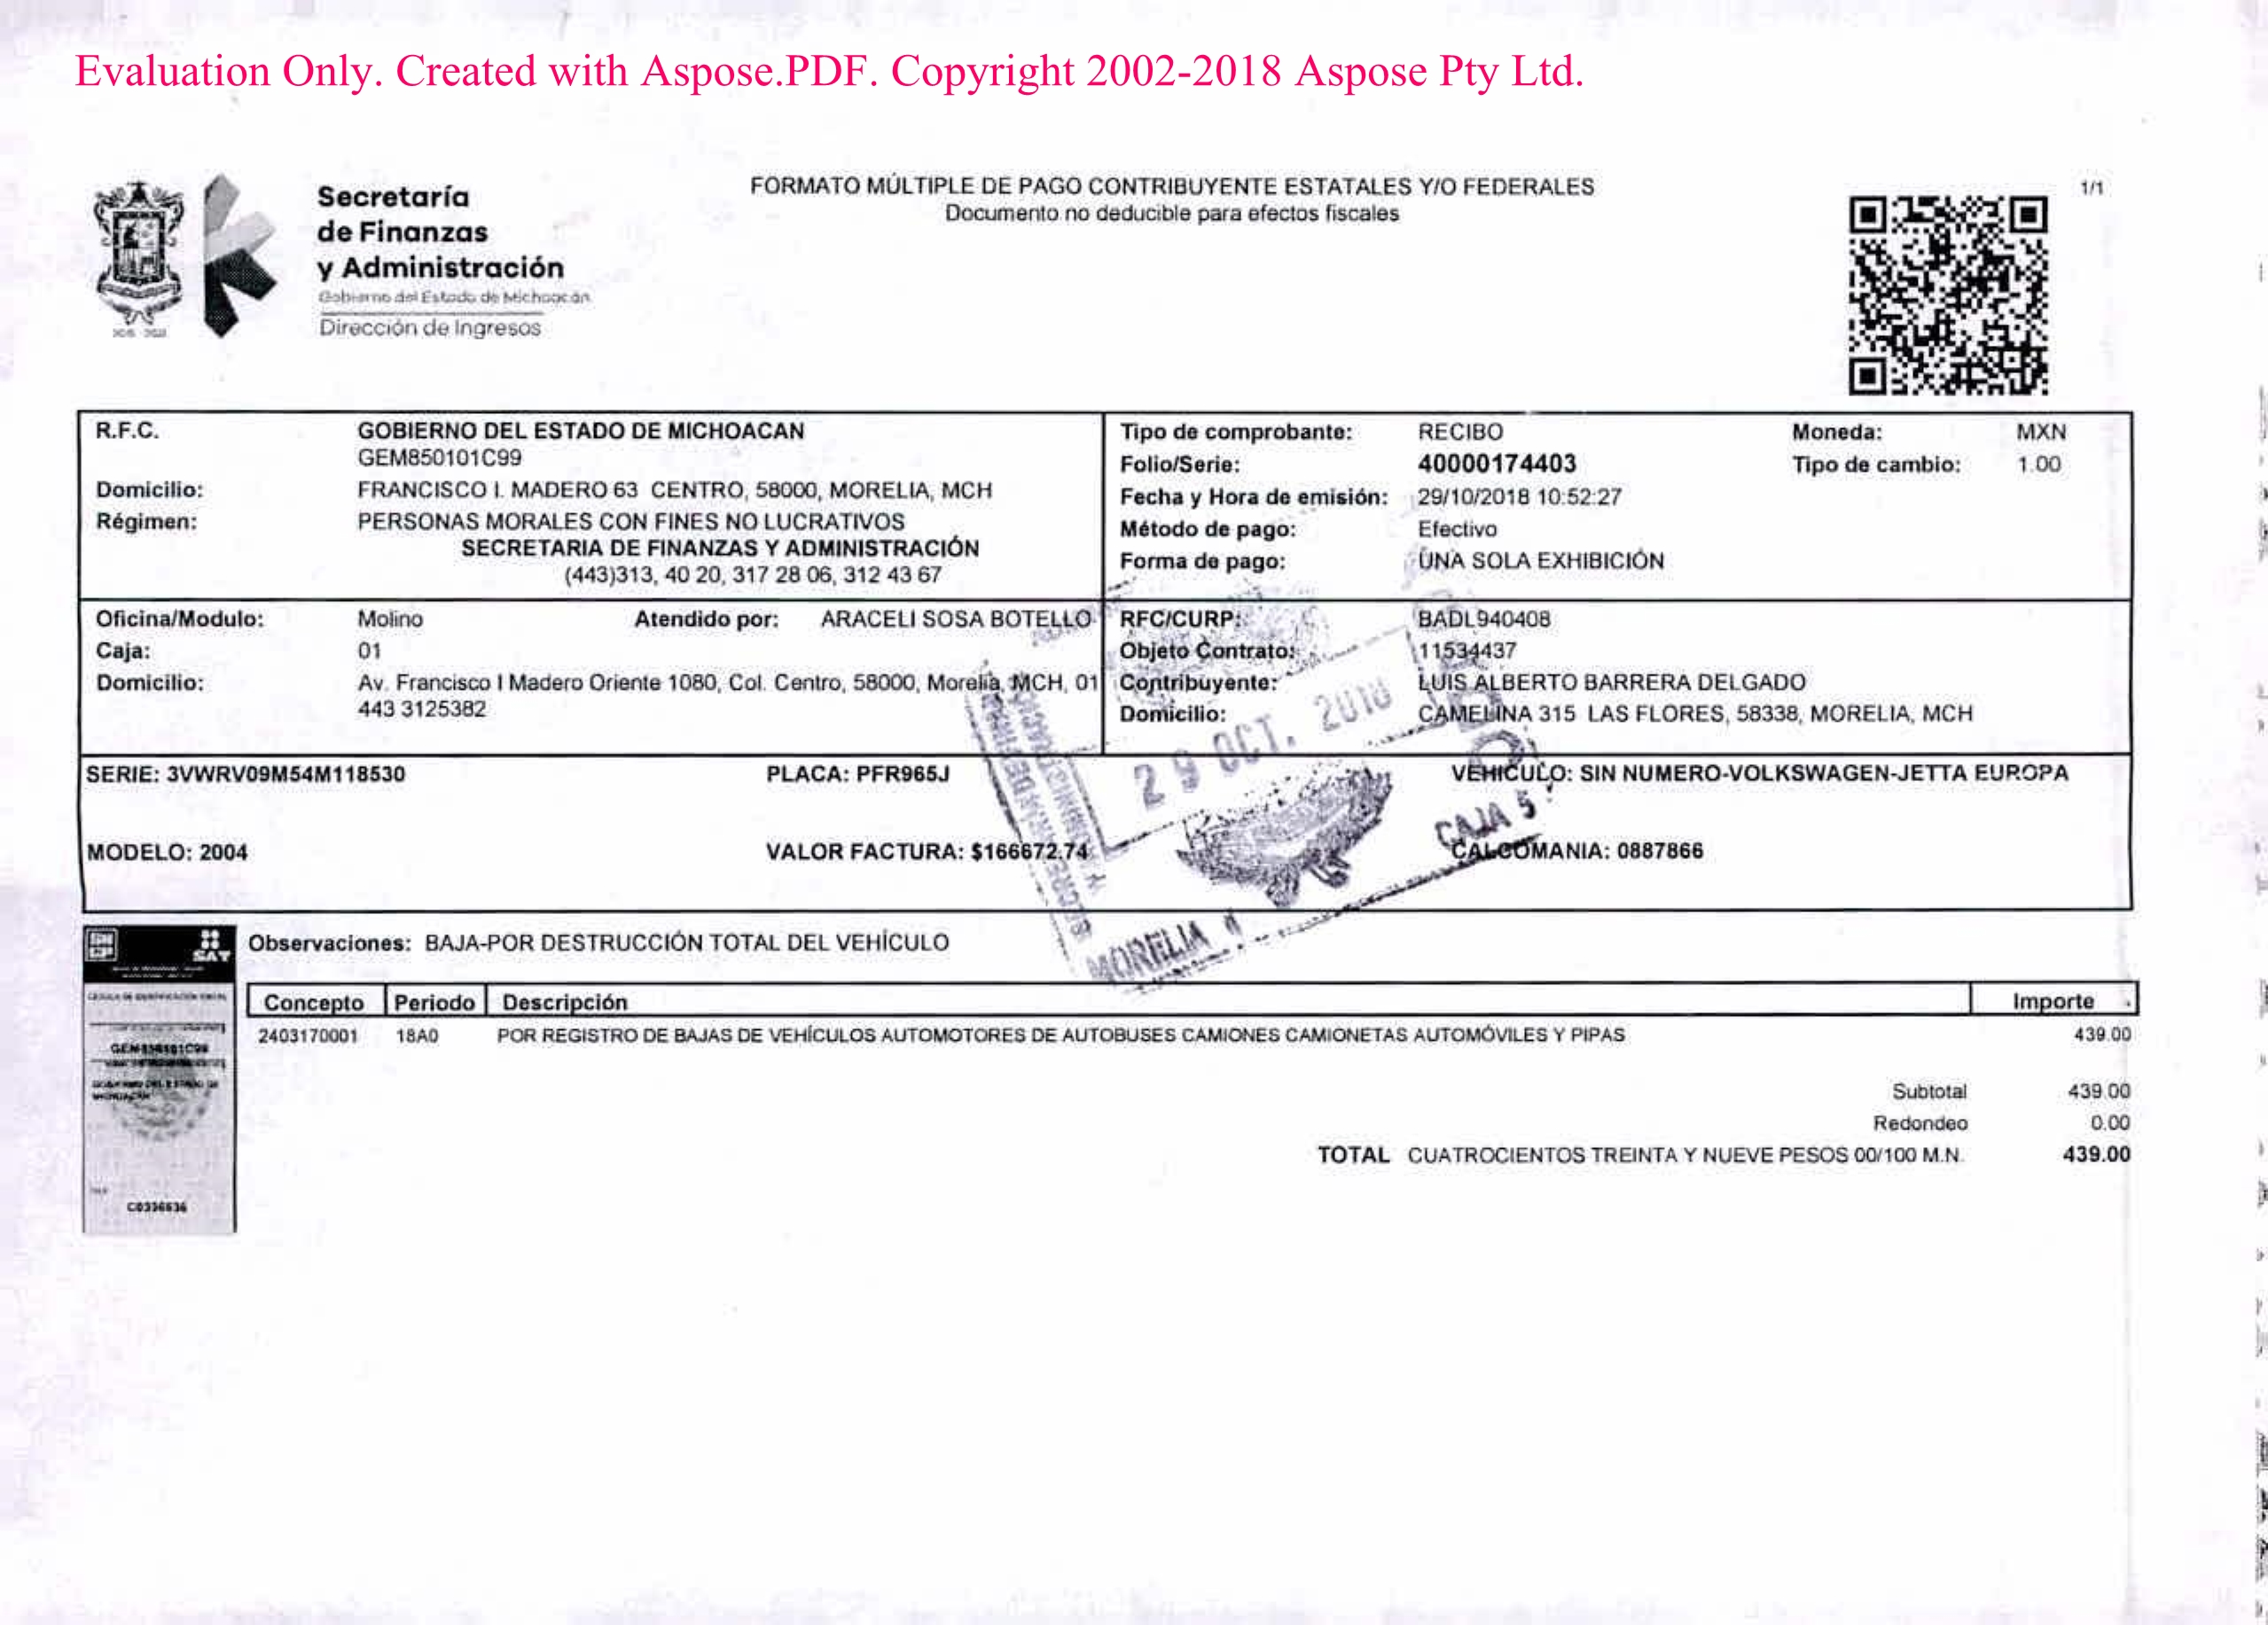 Evaluation Only. Created with Aspose.PDF. Copyright 2002-2018 Aspose Pty Ltd.
Secretaría
de Finanzas
y Administración
Gobierno del Estado de Michoacán
Dirección de Ingresos
FORMATO MÚLTIPLE DE PAGO CONTRIBUYENTE ESTATALES Y/O FEDERALES
Documento no deducible para efectos fiscales
1/1
R.F.C. GOBIERNO DEL ESTADO DE MICHOACAN
GEM850101C99
Domicilio: FRANCISCO I. MADERO 63 CENTRO, 58000, MORELIA, MCH
Régimen: PERSONAS MORALES CON FINES NO LUCRATIVOS
SECRETARIA DE FINANZAS Y ADMINISTRACIÓN
(443)313, 40 20, 317 28 06, 312 43 67
Tipo de comprobante: RECIBO Moneda: MXN
Folio/Serie: 40000174403 Tipo de cambio: 1.00
Fecha y Hora de emisión: 29/10/2018 10:52:27
Método de pago: Efectivo
Forma de pago: UNA SOLA EXHIBICIÓN
Oficina/Modulo: Molino Atendido por: ARACELI SOSA BOTELLO
Caja: 01
Domicilio: Av. Francisco I Madero Oriente 1080, Col. Centro, 58000, Morelia, MCH, 01
443 3125382
RFC/CURP: BADL940408
Objeto Contrato: 11534437
Contribuyente: LUIS ALBERTO BARRERA DELGADO
Domicilio: CAMELINA 315 LAS FLORES, 58338, MORELIA, MCH
29 OCT. 2018
CAJA 5
MORELIA
SERIE: 3VWRV09M54M118530 PLACA: PFR965J VEHICULO: SIN NUMERO-VOLKSWAGEN-JETTA EUROPA
MODELO: 2004 VALOR FACTURA: $166672.74 CALCOMANIA: 0887866
SAT
Observaciones: BAJA-POR DESTRUCCIÓN TOTAL DEL VEHÍCULO
Concepto Periodo Descripción Importe
2403170001 18A0 POR REGISTRO DE BAJAS DE VEHÍCULOS AUTOMOTORES DE AUTOBUSES CAMIONES CAMIONETAS AUTOMÓVILES Y PIPAS 439.00
Subtotal 439.00
Redondeo 0.00
TOTAL CUATROCIENTOS TREINTA Y NUEVE PESOS 00/100 M.N. 439.00
GEM850101C99
GOBIERNO DEL ESTADO DE
MICHOACAN
C0336636